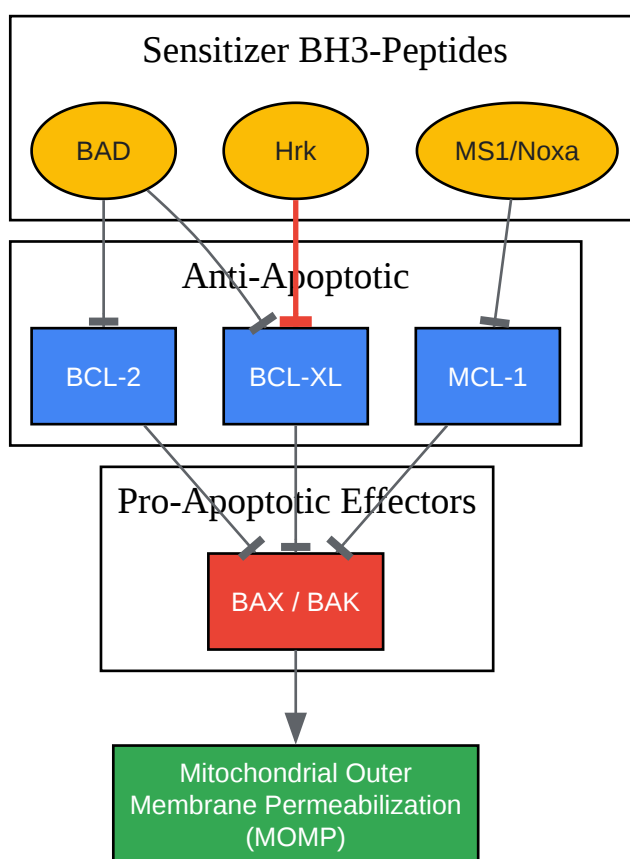 Sensitizer BH3-Peptides
BAD
Hrk
MS1/Noxa
Anti-Apoptotic
BCL-2
BCL-XL
MCL-1
Pro-Apoptotic Effectors
BAX / BAK
Mitochondrial Outer
Membrane Permeabilization
(MOMP)